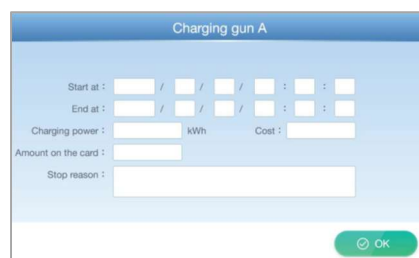 Charging gun A
Start at : / / / : :
End at : / / / : :
Charging power : kWh Cost :
Amount on the card :
Stop reason :
OK